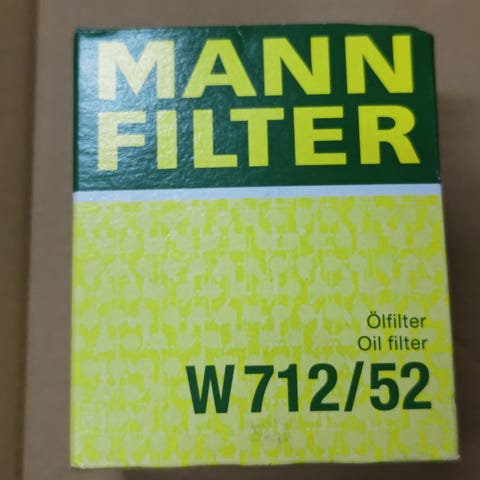 MANN
FILTER
Ölfilter
Oil filter
W 712/52